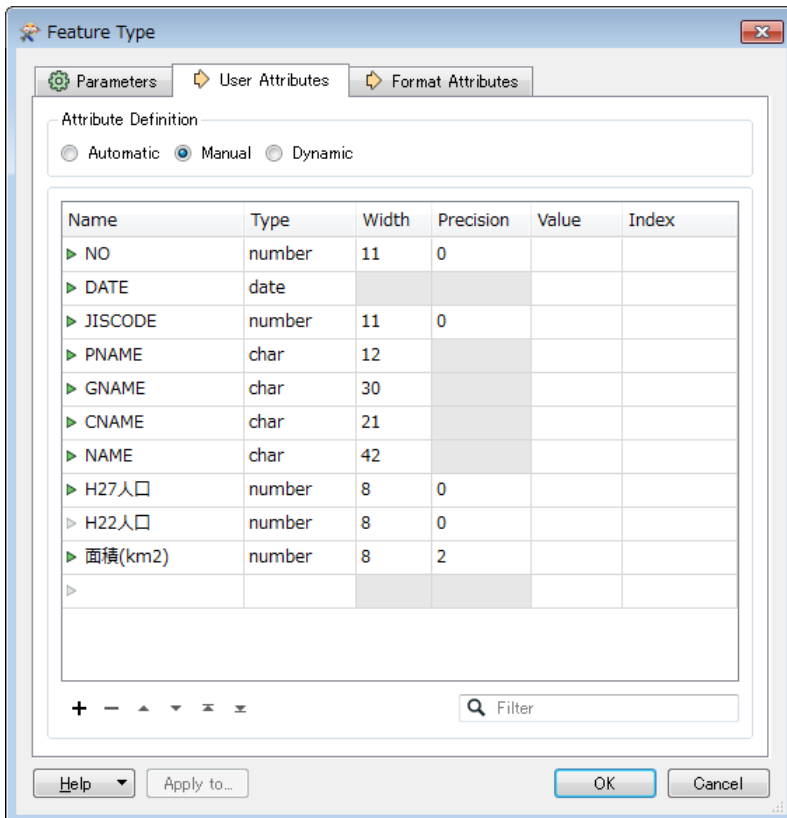 Feature Type
Parameters User Attributes Format Attributes
Attribute Definition
Automatic Manual Dynamic
Name Type Width Precision Value Index
NO number 11 0
DATE date
JISCODE number 11 0
PNAME char 12
GNAME char 30
CNAME char 21
NAME char 42
H27人口 number 8 0
H22人口 number 8 0
面積(km2) number 8 2
Filter
Help Apply to... OK Cancel